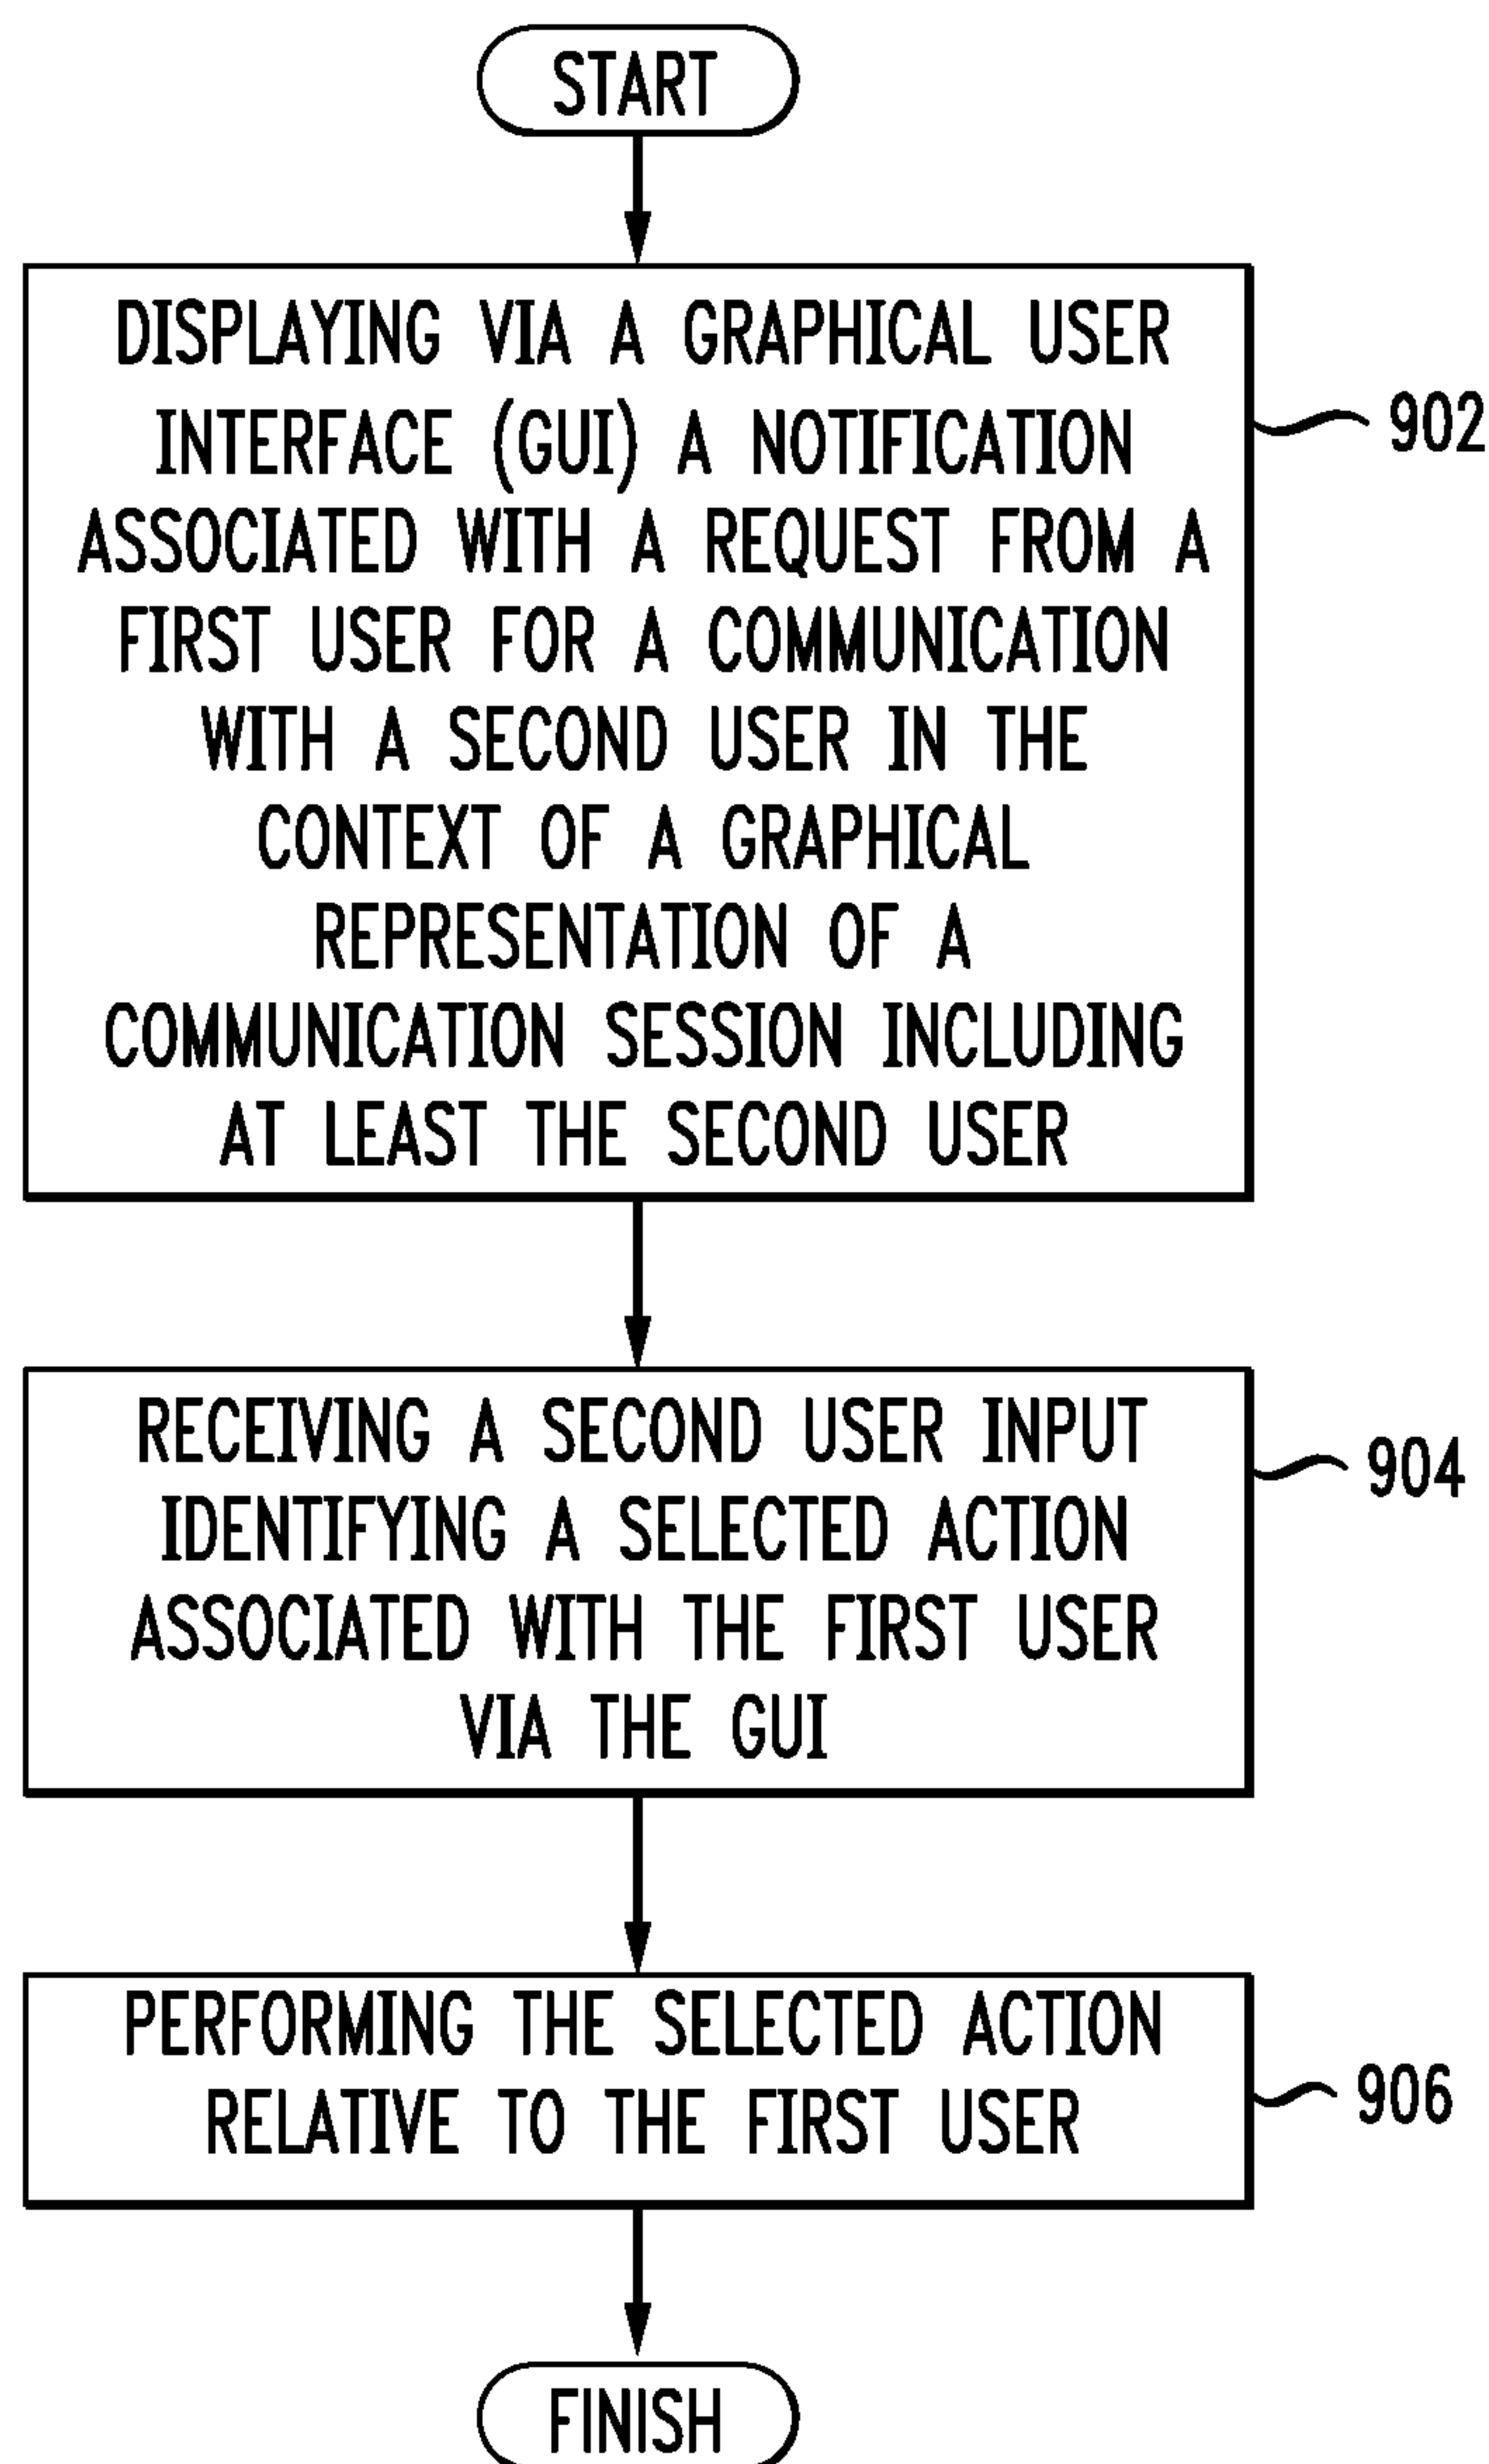 START
DISPLAYING VIA A GRAPHICAL USER
INTERFACE (GUI) A NOTIFICATION
ASSOCIATED WITH A REQUEST FROM A
FIRST USER FOR A COMMUNICATION
WITH A SECOND USER IN THE
CONTEXT OF A GRAPHICAL
REPRESENTATION OF A
COMMUNICATION SESSION INCLUDING
AT LEAST THE SECOND USER
902
RECEIVING A SECOND USER INPUT
IDENTIFYING A SELECTED ACTION
ASSOCIATED WITH THE FIRST USER
VIA THE GUI
904
PERFORMING THE SELECTED ACTION
RELATIVE TO THE FIRST USER
906
FINISH